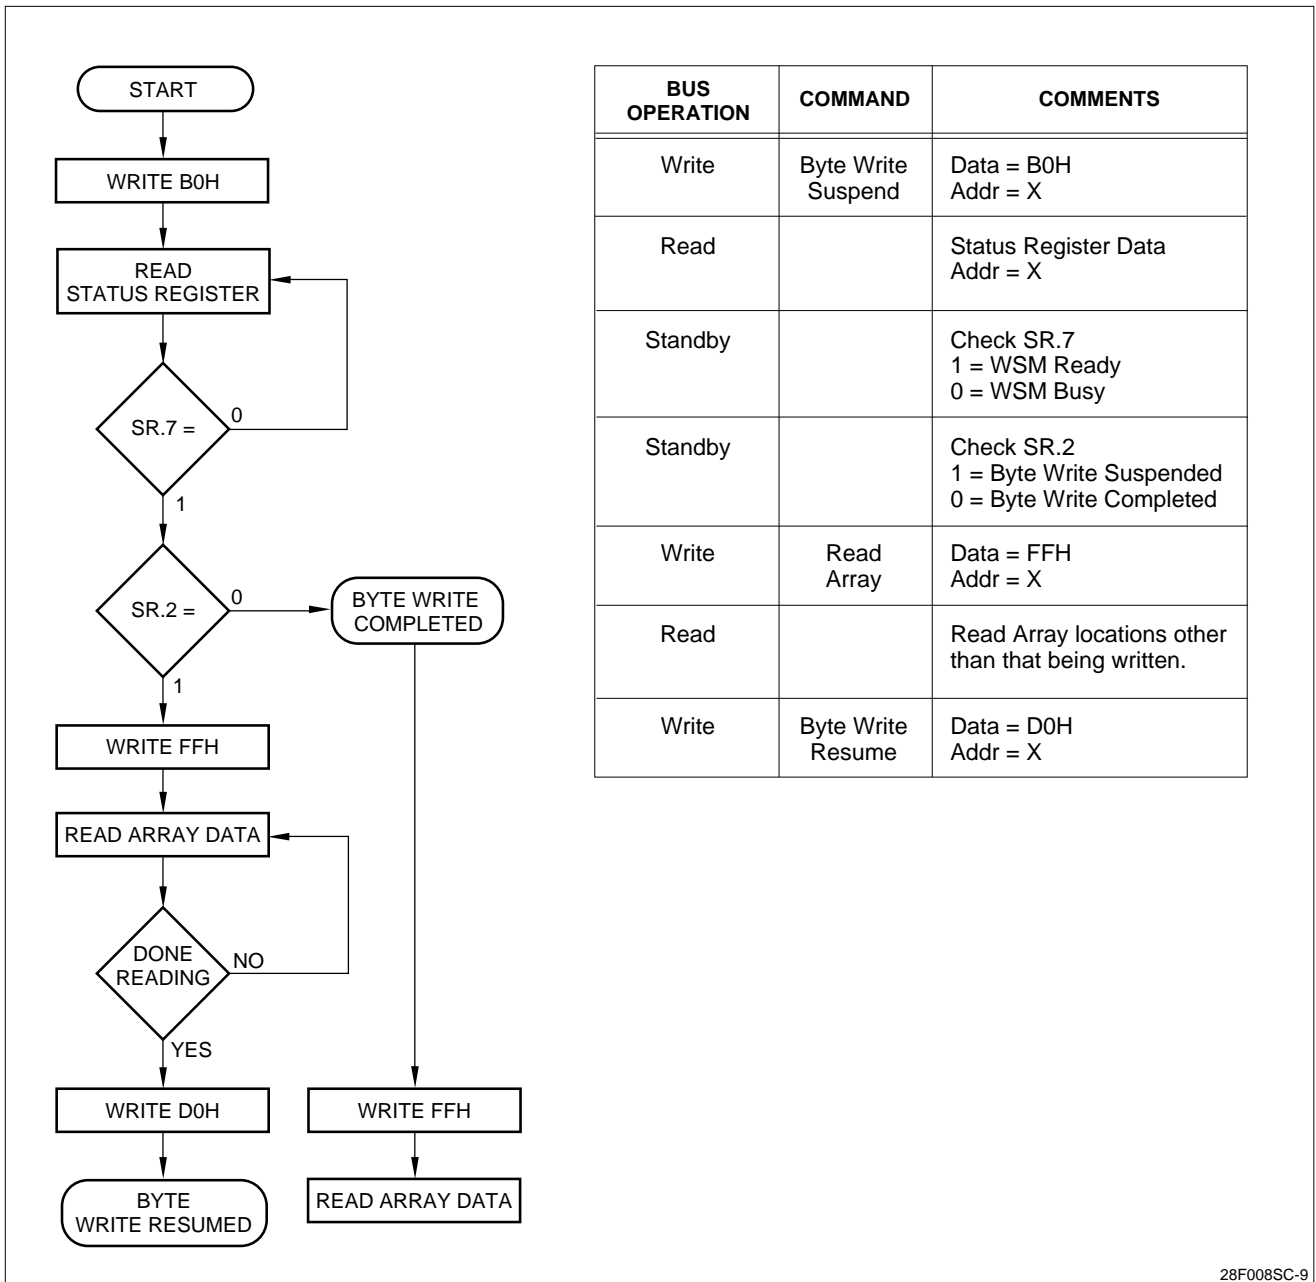 START
WRITE B0H
READ
STATUS REGISTER
SR.7 =
0
1
SR.2 =
0
BYTE WRITE
COMPLETED
1
WRITE FFH
READ ARRAY DATA
DONE
READING
NO
YES
WRITE D0H
BYTE
WRITE RESUMED
WRITE FFH
READ ARRAY DATA
BUS
OPERATION
COMMAND
COMMENTS
Write
Byte Write
Suspend
Data = B0H
Addr = X
Read
Status Register Data
Addr = X
Standby
Check SR.7
1 = WSM Ready
0 = WSM Busy
Standby
Check SR.2
1 = Byte Write Suspended
0 = Byte Write Completed
Write
Read
Array
Data = FFH
Addr = X
Read
Read Array locations other
than that being written.
Write
Byte Write
Resume
Data = D0H
Addr = X
28F008SC-9